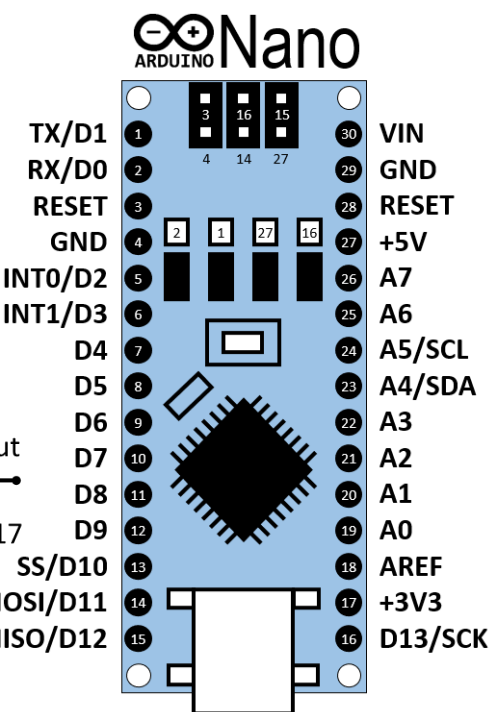 ARDUINO Nano
3 16 15
4 14 27
TX/D1 1 30 VIN
RX/D0 2 29 GND
RESET 3 28 RESET
GND 4 2 1 27 16 27 +5V
INT0/D2 5 26 A7
INT1/D3 6 25 A6
D4 7 24 A5/SCL
D5 8 23 A4/SDA
D6 9 22 A3
ut
D7 10 21 A2
D8 11 20 A1
17
D9 12 19 A0
SS/D10 13 18 AREF
OSI/D11 14 17 +3V3
ISO/D12 15 16 D13/SCK